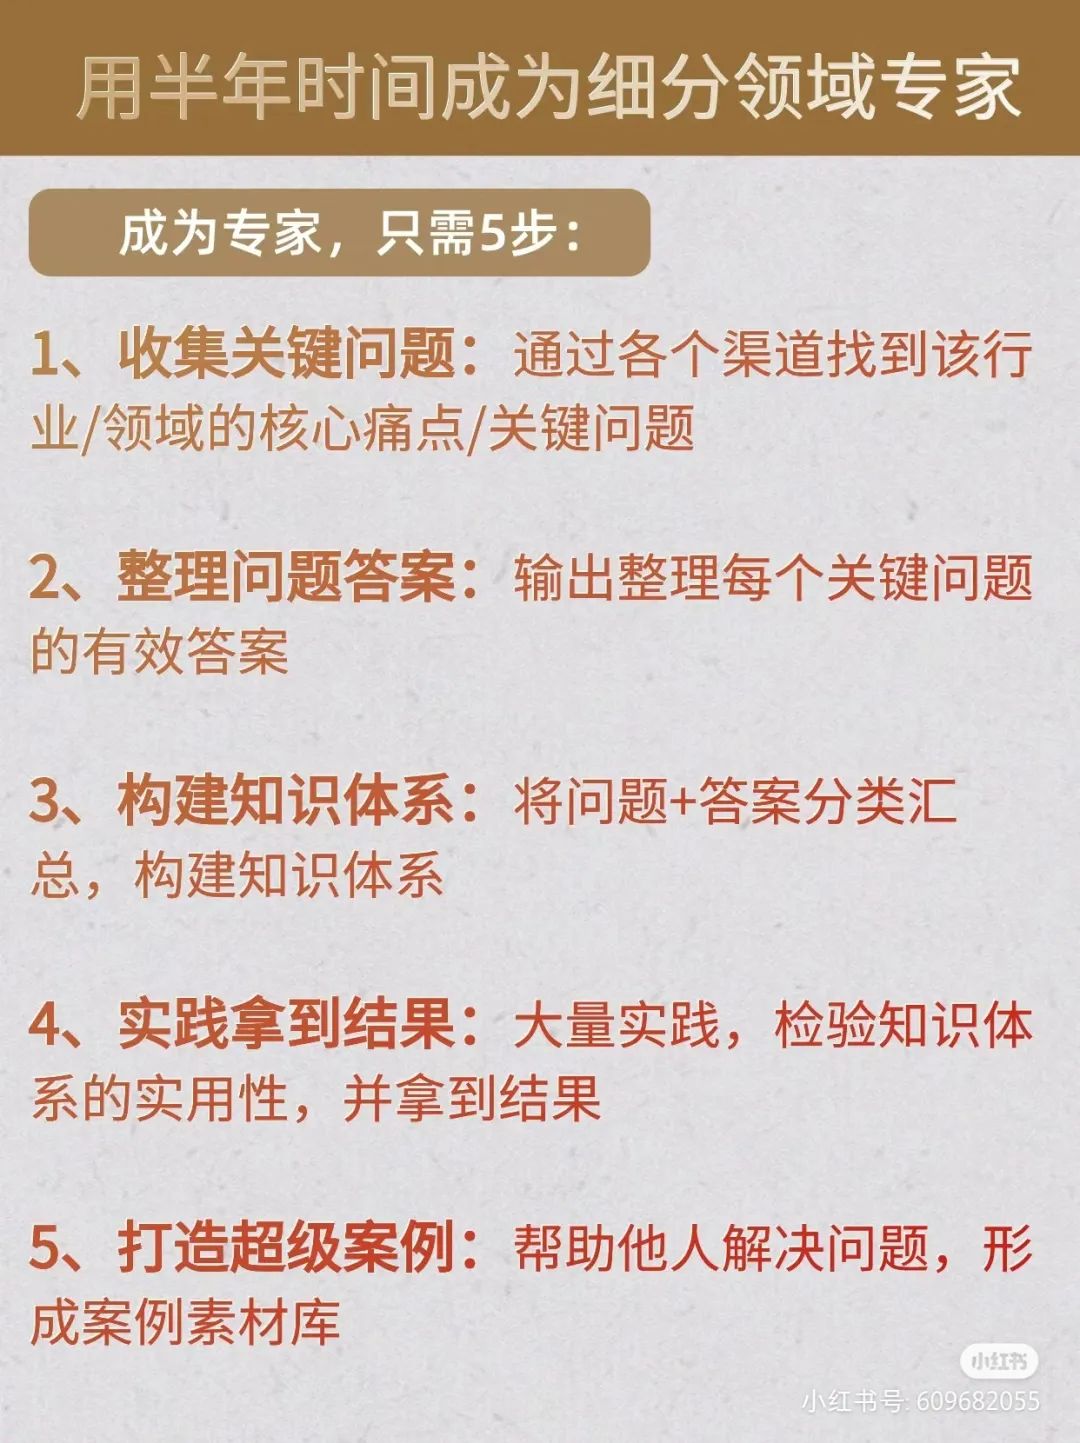 用半年时间成为细分领域专家
成为专家，只需5步：
1、收集关键问题：通过各个渠道找到该行
业/领域的核心痛点/关键问题
2、整理问题答案：输出整理每个关键问题
的有效答案
3、构建知识体系：将问题+答案分类汇
总，构建知识体系
4、实践拿到结果：大量实践，检验知识体
系的实用性，并拿到结果
5、打造超级案例：帮助他人解决问题，形
成案例素材库
小红书
小红书号: 609682055